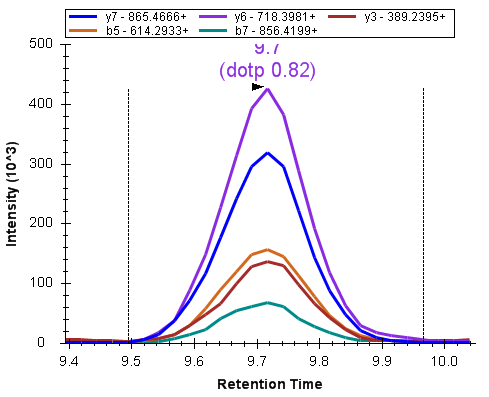 y7 - 865.4666+ y6 - 718.3981+ y3 - 389.2395+
b5 - 614.2933+ b7 - 856.4199+
500
9.7
(dotp 0.82)
400
300
200
100
0
Intensity (10^3)
9.4 9.5 9.6 9.7 9.8 9.9 10.0
Retention Time